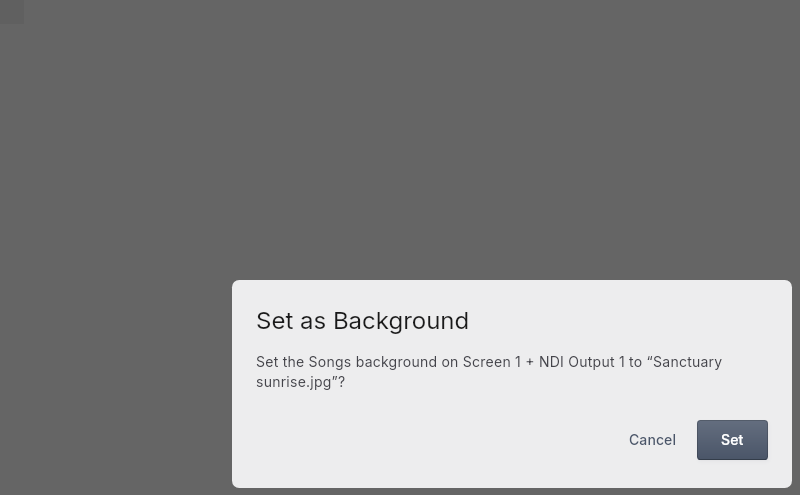 Set as Background
Set the Songs background on Screen 1 + NDI Output 1 to “Sanctuary
sunrise.jpg”?
Cancel
Set